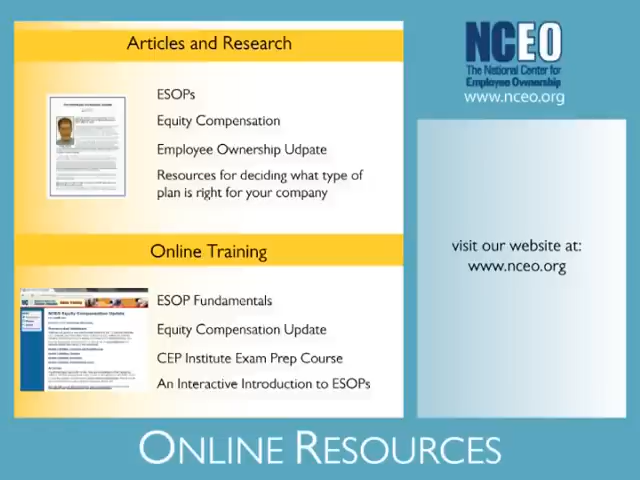 Articles and Research
ESOPs
Equity Compensation
Employee Ownership Udpate
Resources for deciding what type of
plan is right for your company
Online Training
ESOP Fundamentals
Equity Compensation Update
CEP Institute Exam Prep Course
An Interactive Introduction to ESOPs
NCEO
The National Center for
Employee Ownership
www.nceo.org
visit our website at:
www.nceo.org
ONLINE RESOURCES